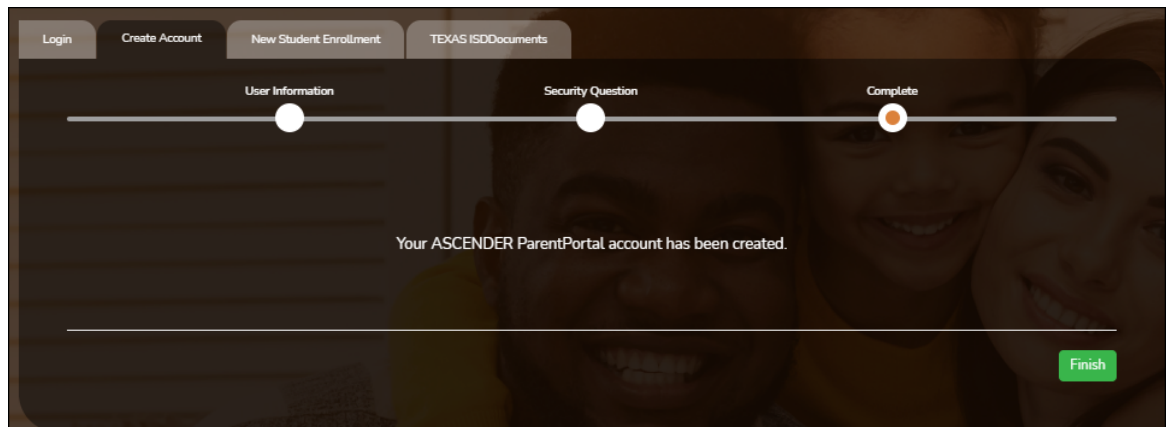 Login
Create Account
New Student Enrollment
TEXAS ISDDocuments
User Information
Security Question
Complete
Your ASCENDER ParentPortal account has been created.
Finish